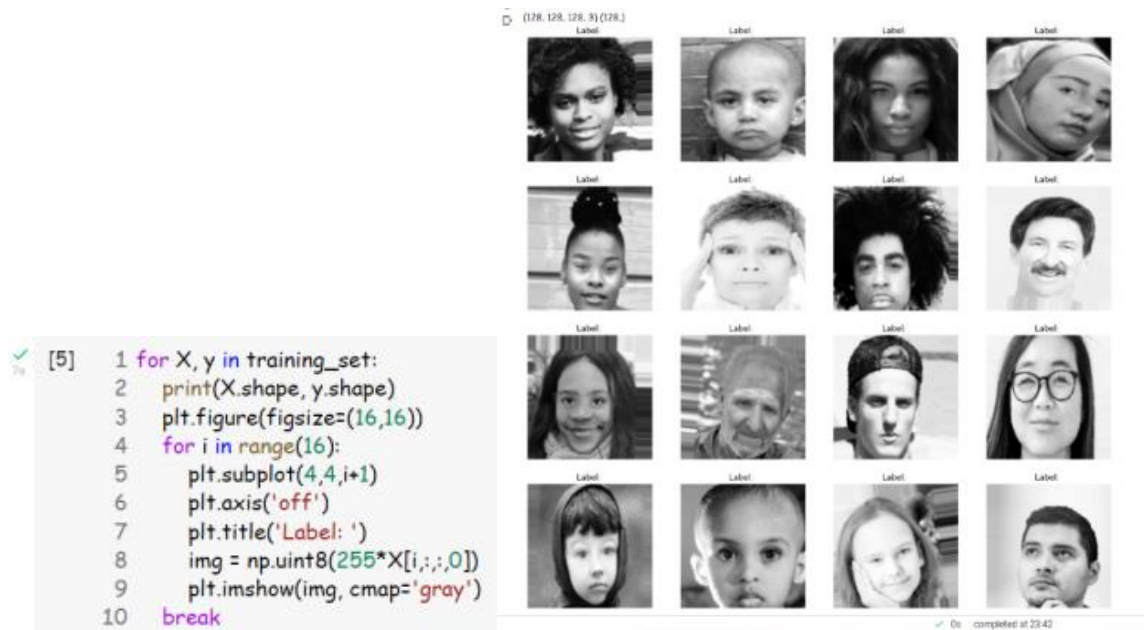 [5]
1 for X, y in training_set:
2 print(X.shape, y.shape)
3 plt.figure(figsize=(16,16))
4 for i in range(16):
5 plt.subplot(4,4,i+1)
6 plt.axis('off')
7 plt.title('Label: ')
8 img = np.uint8(255*X[i,:,:,0])
9 plt.imshow(img, cmap='gray')
10 break
7s
(128, 128, 128, 3) (128,)
Label: Label: Label: Label:
Label: Label: Label: Label:
Label: Label: Label: Label:
Label: Label: Label: Label:
0s completed at 23:42